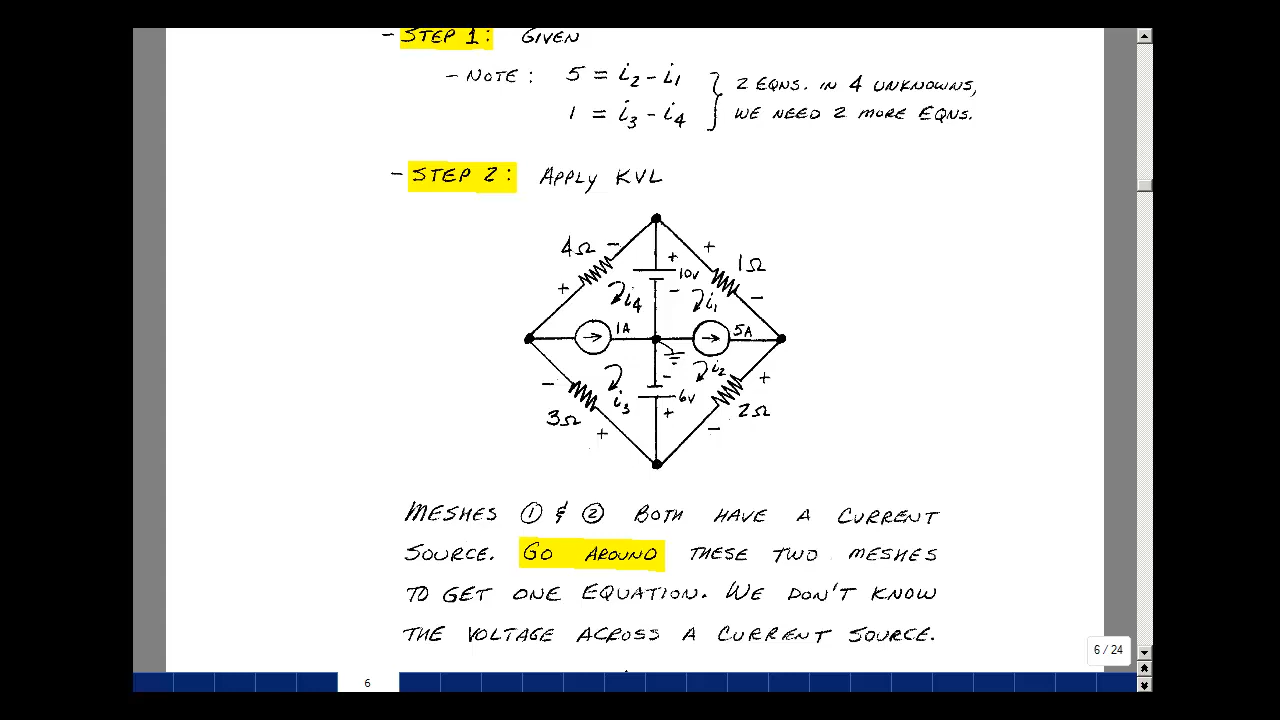 - STEP 1: GIVEN
- NOTE: 5 = i₂ - i₁ } 2 EQNS. IN 4 UNKNOWNS,
1 = i₃ - i₄ WE NEED 2 MORE EQNS.
- STEP 2: APPLY KVL
4Ω - + 1Ω
+ 10V
+ i₄ - i₁ -
1A 5A
- i₃ - 6V i₂ +
3Ω + + - 2Ω
MESHES ① & ② BOTH HAVE A CURRENT
SOURCE. GO AROUND THESE TWO MESHES
TO GET ONE EQUATION. WE DON'T KNOW
THE VOLTAGE ACROSS A CURRENT SOURCE.
6 / 24
6